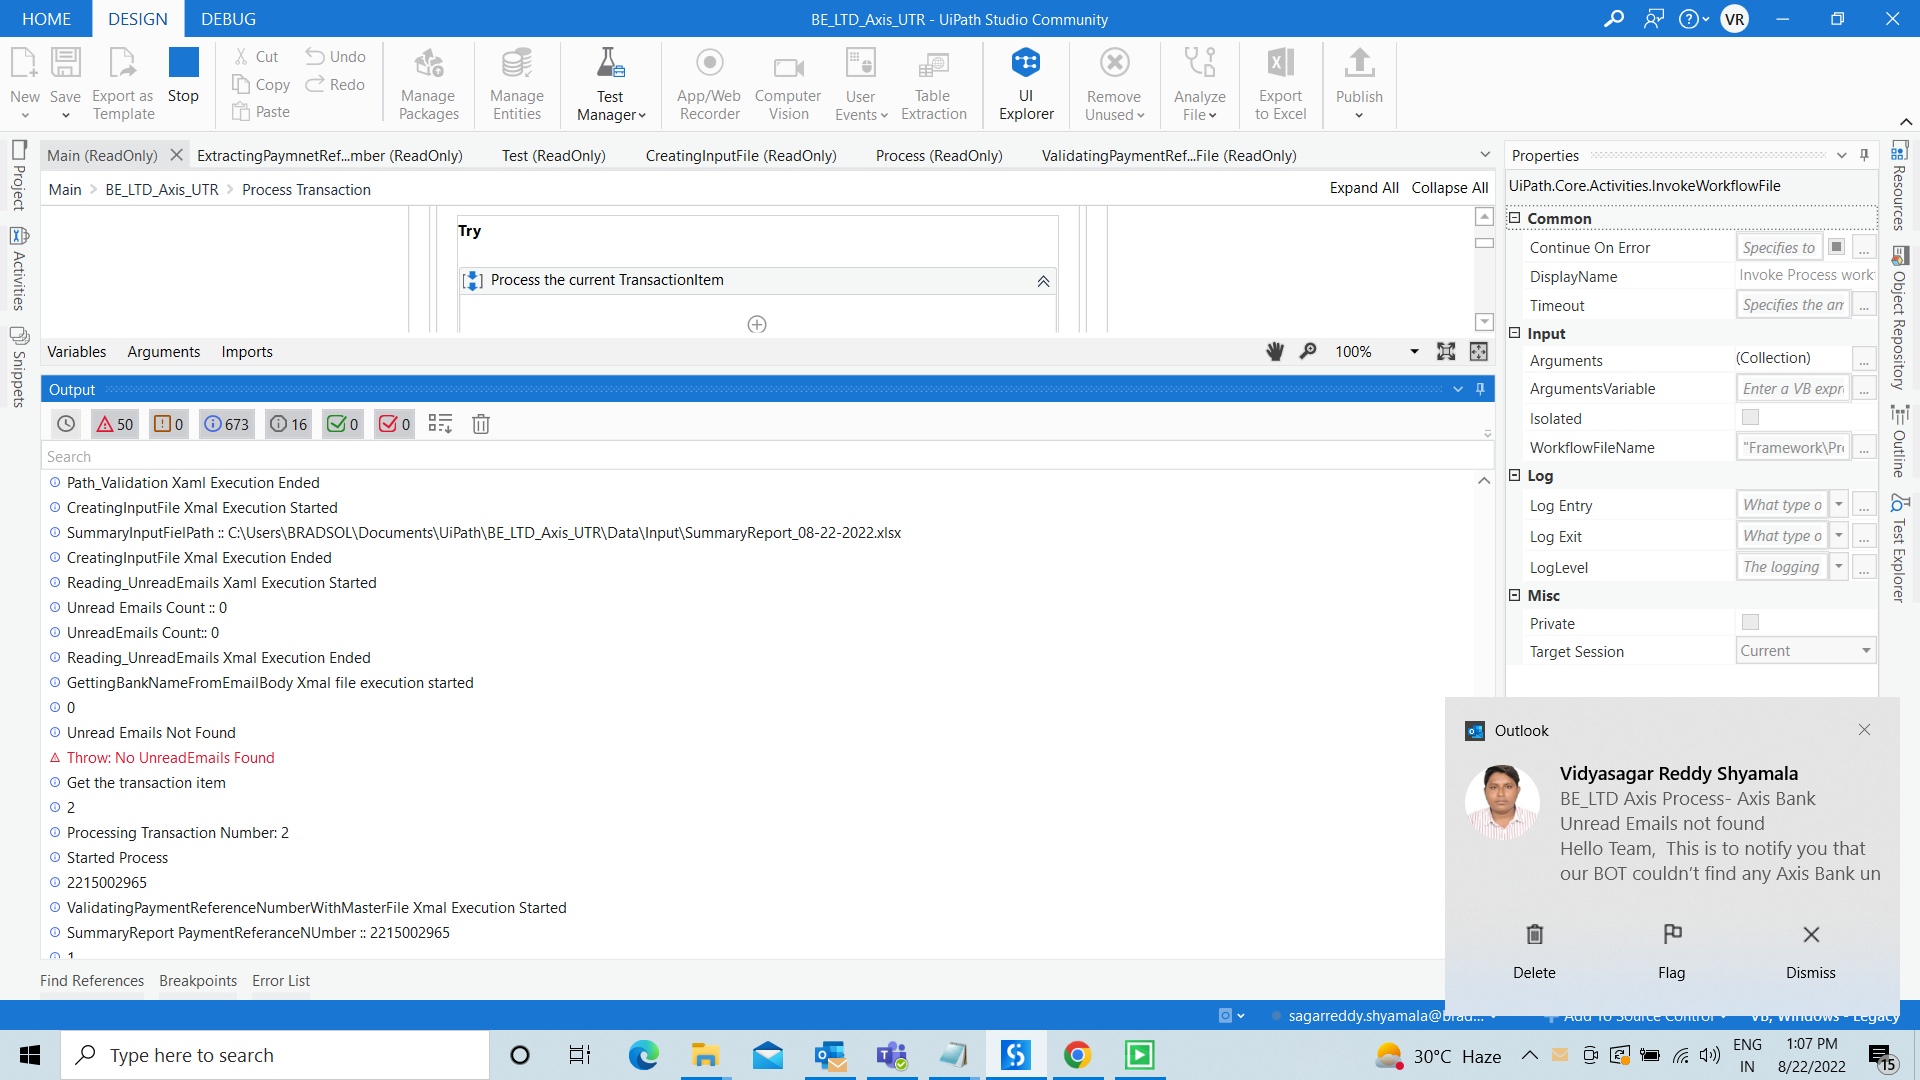 HOME DESIGN DEBUG BE_LTD_Axis_UTR - UiPath Studio Community VR
New Save Export as Template Stop Cut Copy Paste Undo Redo Manage Packages Manage Entities Test Manager App/Web Recorder Computer Vision User Events Table Extraction UI Explorer Remove Unused Analyze File Export to Excel Publish
Main (ReadOnly) ExtractingPaymnetRef...mber (ReadOnly) Test (ReadOnly) CreatingInputFile (ReadOnly) Process (ReadOnly) ValidatingPaymentRef...File (ReadOnly)
Main BE_LTD_Axis_UTR Process Transaction Expand All Collapse All
Project
Activities
Snippets
Try
Process the current TransactionItem
Variables Arguments Imports 100%
Output
50 0 673 16 0 0
Search
Path_Validation Xaml Execution Ended
CreatingInputFile Xmal Execution Started
SummaryInputFielPath :: C:\Users\BRADSOL\Documents\UiPath\BE_LTD_Axis_UTR\Data\Input\SummaryReport_08-22-2022.xlsx
CreatingInputFile Xmal Execution Ended
Reading_UnreadEmails Xaml Execution Started
Unread Emails Count :: 0
UnreadEmails Count:: 0
Reading_UnreadEmails Xmal Execution Ended
GettingBankNameFromEmailBody Xmal file execution started
0
Unread Emails Not Found
Throw: No UnreadEmails Found
Get the transaction item
2
Processing Transaction Number: 2
Started Process
2215002965
ValidatingPaymentReferenceNumberWithMasterFile Xmal Execution Started
SummaryReport PaymentReferanceNUmber :: 2215002965
1
Find References Breakpoints Error List
Properties
UiPath.Core.Activities.InvokeWorkflowFile
Common
Continue On Error Specifies to ...
DisplayName Invoke Process work
Timeout Specifies the am ...
Input
Arguments (Collection) ...
ArgumentsVariable Enter a VB expr ...
Isolated
WorkflowFileName "Framework\Pro ...
Log
Log Entry What type o ...
Log Exit What type o ...
LogLevel The logging ...
Misc
Private
Target Session Current
Resources
Object Repository
Outline
Test Explorer
Outlook
Vidyasagar Reddy Shyamala
BE_LTD Axis Process- Axis Bank
Unread Emails not found
Hello Team, This is to notify you that
our BOT couldn't find any Axis Bank un
Delete Flag Dismiss
sagarreddy.shyamala@brad... Add To Source Control VB, Windows - Legacy
Type here to search 30°C Haze ENG IN 1:07 PM 8/22/2022 15